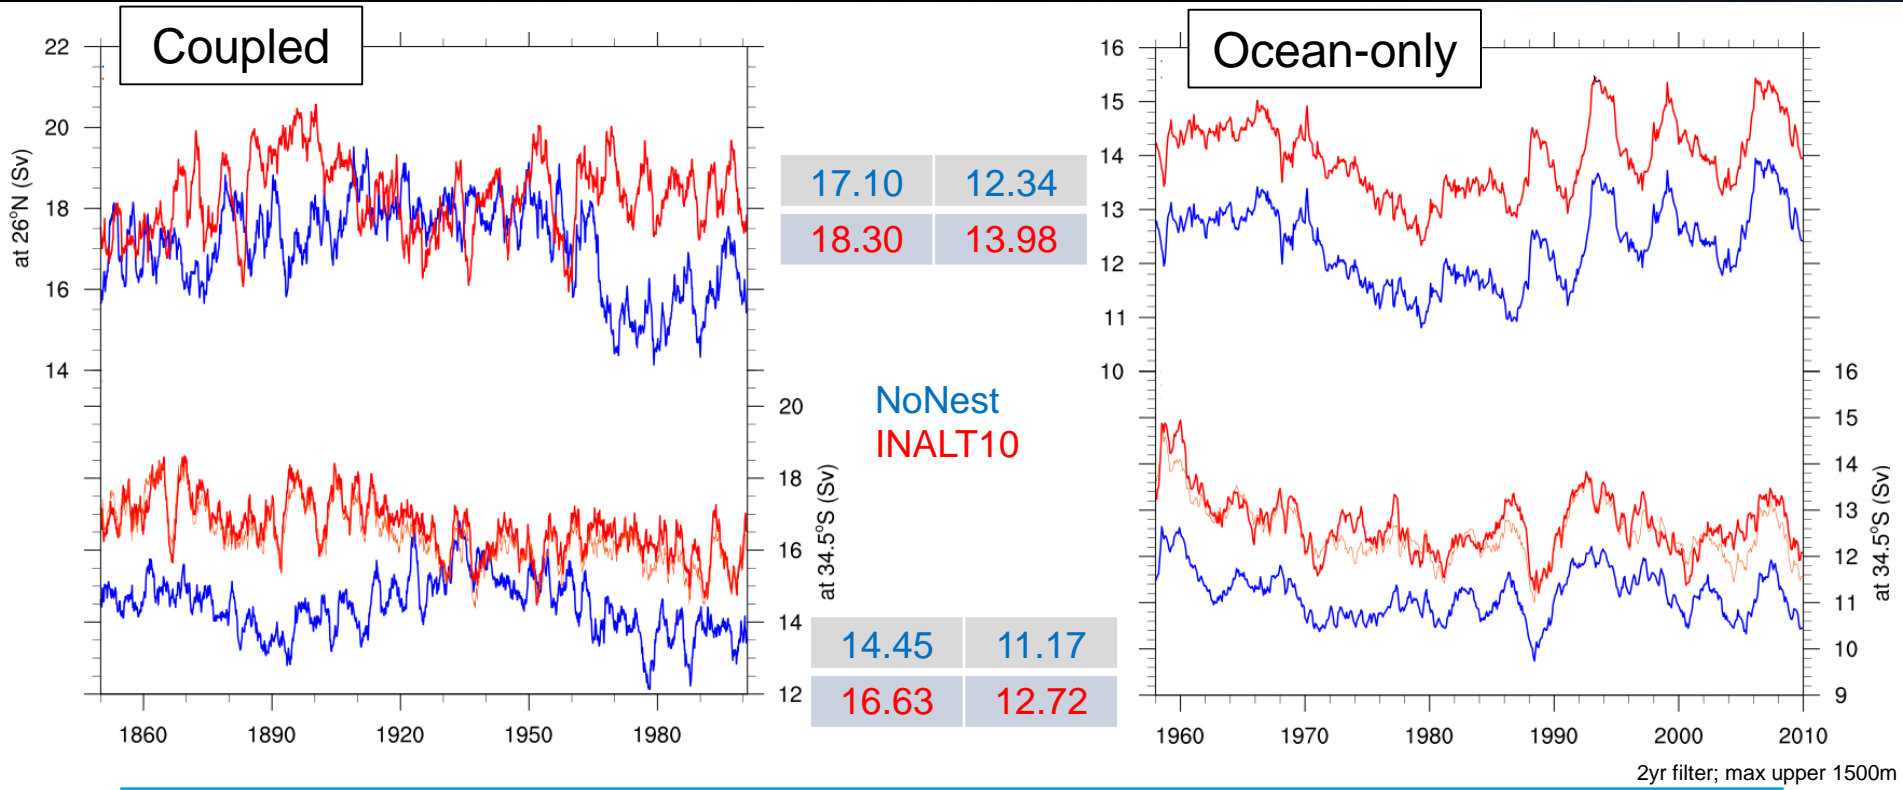 Coupled
Ocean-only
22
20
18
16
14
at 26°N (Sv)
20
18
16
14
12
at 34.5°S (Sv)
1860 1890 1920 1950 1980
17.10 12.34
18.30 13.98
NoNest
INALT10
14.45 11.17
16.63 12.72
16
15
14
13
12
11
10
16
15
14
13
12
11
10
9
at 34.5°S (Sv)
1960 1970 1980 1990 2000 2010
2yr filter; max upper 1500m